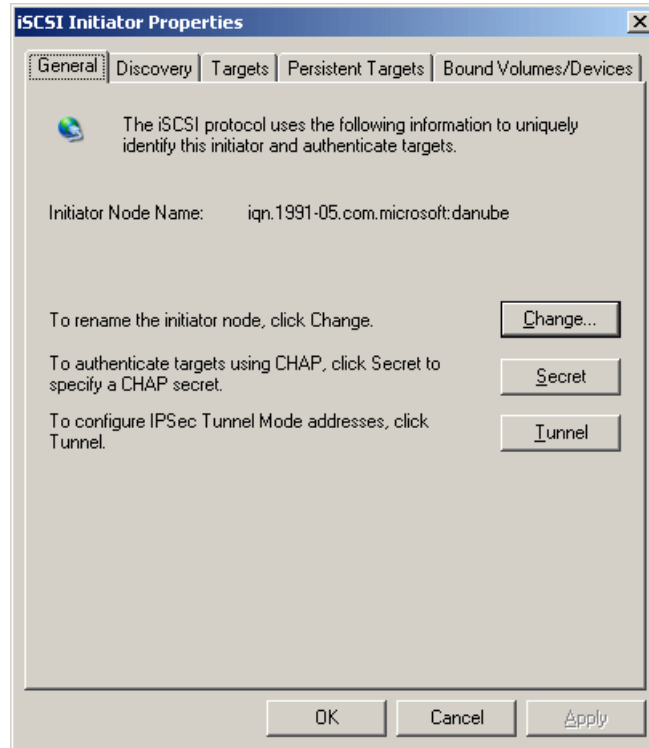 iSCSI Initiator Properties
General Discovery Targets Persistent Targets Bound Volumes/Devices
The iSCSI protocol uses the following information to uniquely
identify this initiator and authenticate targets.
Initiator Node Name: iqn.1991-05.com.microsoft:danube
To rename the initiator node, click Change.
Change...
To authenticate targets using CHAP, click Secret to
specify a CHAP secret.
Secret
To configure IPSec Tunnel Mode addresses, click
Tunnel.
Tunnel
OK Cancel Apply